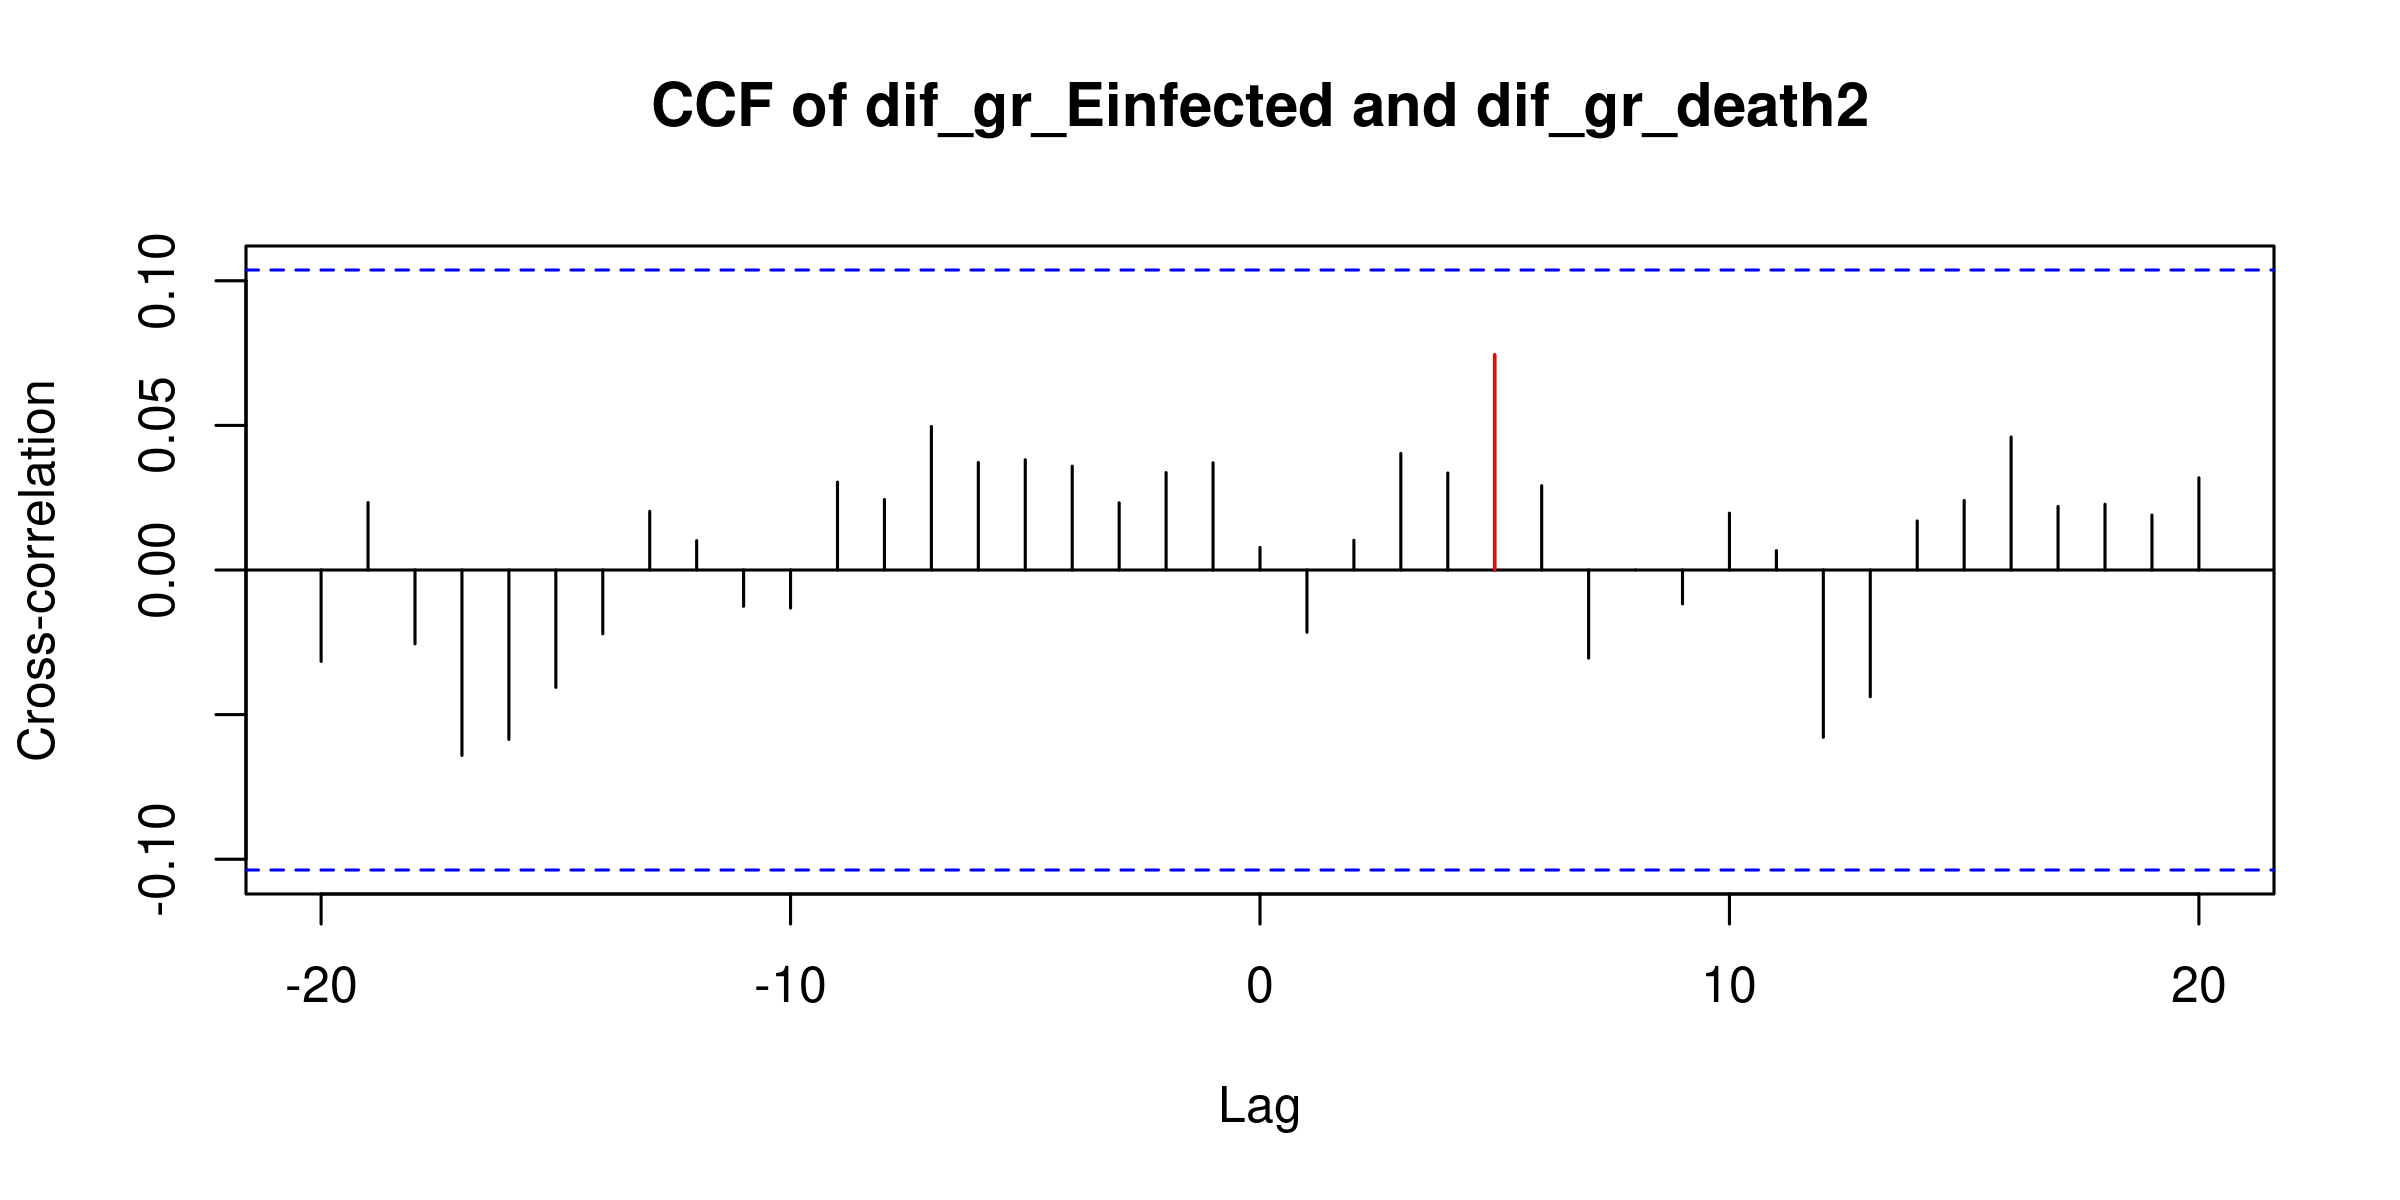 CCF of dif_gr_Einfected and dif_gr_death2
Cross-correlation
0.10
0.05
0.00
-0.10
-20 -10 0 10 20
Lag